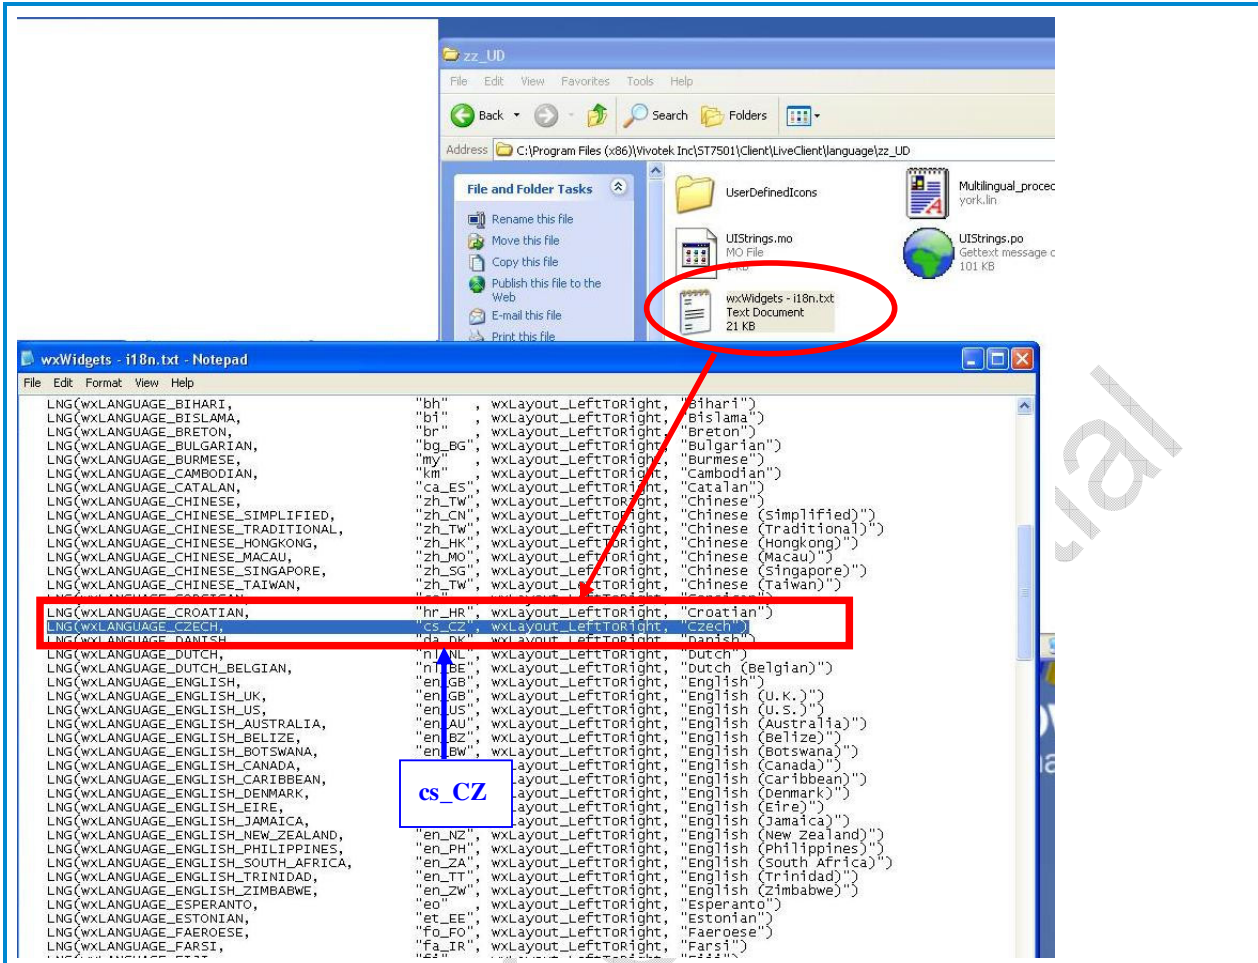 zz_UD
File Edit View Favorites Tools Help
Back Search Folders
Address C:\Program Files (x86)\Vivotek Inc\ST7501\Client\LiveClient\language\zz_UD
File and Folder Tasks
Rename this file
Move this file
Copy this file
Publish this file to the
Web
E-mail this file
Print this file
UserDefinedIcons
Multilingual_proced
york.lin
UIStrings.mo
MO File
UIStrings.po
Gettext message c
101 KB
wxWidgets - i18n.txt
Text Document
21 KB
wxWidgets - i18n.txt - Notepad
File Edit Format View Help
LNG(wxLANGUAGE_BIHARI, "bh" , wxLayout_LeftToRight, "Bihari")
LNG(wxLANGUAGE_BISLAMA, "bi" , wxLayout_LeftToRight, "Bislama")
LNG(wxLANGUAGE_BRETON, "br" , wxLayout_LeftToRight, "Breton")
LNG(wxLANGUAGE_BULGARIAN, "bg_BG", wxLayout_LeftToRight, "Bulgarian")
LNG(wxLANGUAGE_BURMESE, "my" , wxLayout_LeftToRight, "Burmese")
LNG(wxLANGUAGE_CAMBODIAN, "km" , wxLayout_LeftToRight, "Cambodian")
LNG(wxLANGUAGE_CATALAN, "ca_ES", wxLayout_LeftToRight, "Catalan")
LNG(wxLANGUAGE_CHINESE, "zh_TW", wxLayout_LeftToRight, "Chinese")
LNG(wxLANGUAGE_CHINESE_SIMPLIFIED, "zh_CN", wxLayout_LeftToRight, "Chinese (Simplified)")
LNG(wxLANGUAGE_CHINESE_TRADITIONAL, "zh_TW", wxLayout_LeftToRight, "Chinese (Traditional)")
LNG(wxLANGUAGE_CHINESE_HONGKONG, "zh_HK", wxLayout_LeftToRight, "Chinese (Hongkong)")
LNG(wxLANGUAGE_CHINESE_MACAU, "zh_MO", wxLayout_LeftToRight, "Chinese (Macau)")
LNG(wxLANGUAGE_CHINESE_SINGAPORE, "zh_SG", wxLayout_LeftToRight, "Chinese (Singapore)")
LNG(wxLANGUAGE_CHINESE_TAIWAN, "zh_TW", wxLayout_LeftToRight, "Chinese (Taiwan)")
LNG(wxLANGUAGE_CROATIAN, "hr_HR", wxLayout_LeftToRight, "Croatian")
LNG(wxLANGUAGE_CZECH, "cs_CZ", wxLayout_LeftToRight, "Czech")
LNG(wxLANGUAGE_DANISH, "da_DK", wxLayout_LeftToRight, "Danish")
LNG(wxLANGUAGE_DUTCH, "nl_NL", wxLayout_LeftToRight, "Dutch")
LNG(wxLANGUAGE_DUTCH_BELGIAN, "nl_BE", wxLayout_LeftToRight, "Dutch (Belgian)")
LNG(wxLANGUAGE_ENGLISH, "en_GB", wxLayout_LeftToRight, "English")
LNG(wxLANGUAGE_ENGLISH_UK, "en_GB", wxLayout_LeftToRight, "English (U.K.)")
LNG(wxLANGUAGE_ENGLISH_US, "en_US", wxLayout_LeftToRight, "English (U.S.)")
LNG(wxLANGUAGE_ENGLISH_AUSTRALIA, "en_AU", wxLayout_LeftToRight, "English (Australia)")
LNG(wxLANGUAGE_ENGLISH_BELIZE, "en_BZ", wxLayout_LeftToRight, "English (Belize)")
LNG(wxLANGUAGE_ENGLISH_BOTSWANA, "en_BW", wxLayout_LeftToRight, "English (Botswana)")
LNG(wxLANGUAGE_ENGLISH_CANADA, wxLayout_LeftToRight, "English (Canada)")
LNG(wxLANGUAGE_ENGLISH_CARIBBEAN, wxLayout_LeftToRight, "English (Caribbean)")
LNG(wxLANGUAGE_ENGLISH_DENMARK, wxLayout_LeftToRight, "English (Denmark)")
cs_CZ
LNG(wxLANGUAGE_ENGLISH_EIRE, wxLayout_LeftToRight, "English (Eire)")
LNG(wxLANGUAGE_ENGLISH_JAMAICA, wxLayout_LeftToRight, "English (Jamaica)")
LNG(wxLANGUAGE_ENGLISH_NEW_ZEALAND, "en_NZ", wxLayout_LeftToRight, "English (New Zealand)")
LNG(wxLANGUAGE_ENGLISH_PHILIPPINES, "en_PH", wxLayout_LeftToRight, "English (Philippines)")
LNG(wxLANGUAGE_ENGLISH_SOUTH_AFRICA, "en_ZA", wxLayout_LeftToRight, "English (South Africa)")
LNG(wxLANGUAGE_ENGLISH_TRINIDAD, "en_TT", wxLayout_LeftToRight, "English (Trinidad)")
LNG(wxLANGUAGE_ENGLISH_ZIMBABWE, "en_ZW", wxLayout_LeftToRight, "English (Zimbabwe)")
LNG(wxLANGUAGE_ESPERANTO, "eo" , wxLayout_LeftToRight, "Esperanto")
LNG(wxLANGUAGE_ESTONIAN, "et_EE", wxLayout_LeftToRight, "Estonian")
LNG(wxLANGUAGE_FAEROESE, "fo_FO", wxLayout_LeftToRight, "Faeroese")
LNG(wxLANGUAGE_FARSI, "fa_IR", wxLayout_LeftToRight, "Farsi")